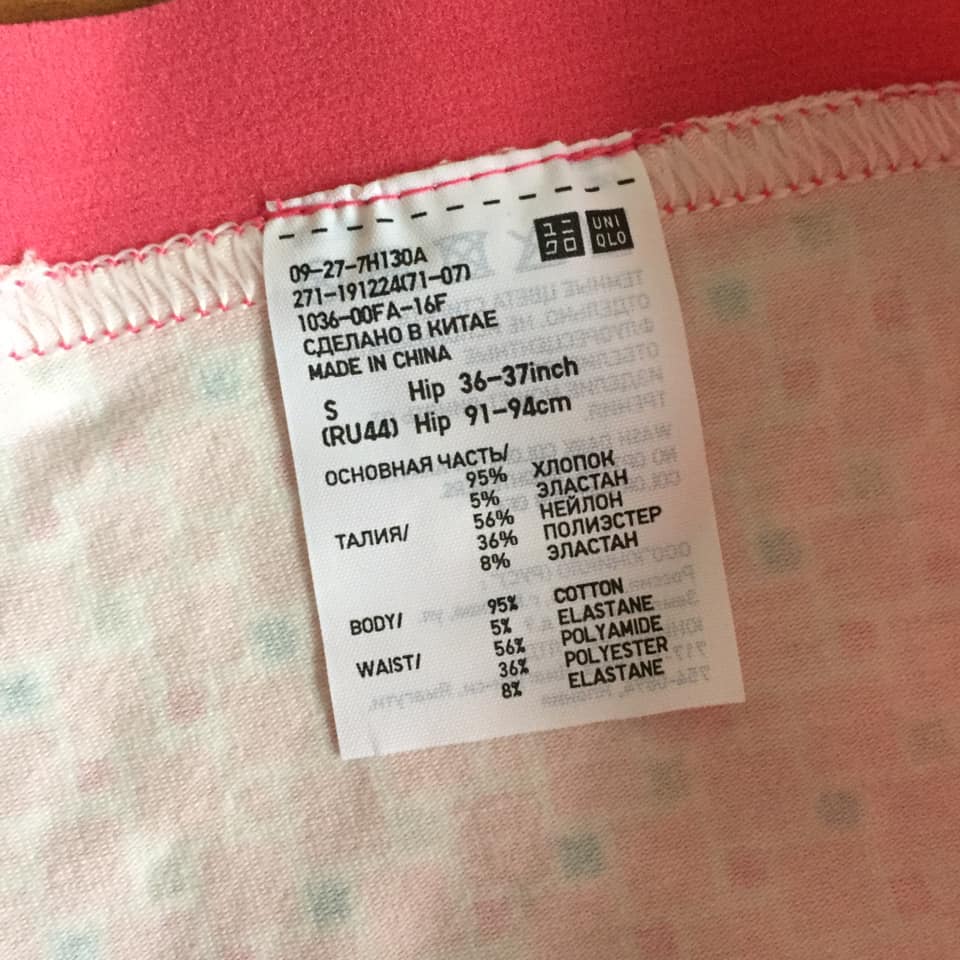 ユニ
クロ
UNI
QLO
09-27-7H130A
271-191224(71-07)
1036-00FA-16F
СДЕЛАНО В КИТАЕ
MADE IN CHINA
S Hip 36-37inch
(RU44) Hip 91-94cm
ОСНОВНАЯ ЧАСТЬ/
95% ХЛОПОК
5% ЭЛАСТАН
ТАЛИЯ/ 56% НЕЙЛОН
36% ПОЛИЭСТЕР
8% ЭЛАСТАН
BODY/ 95% COTTON
5% ELASTANE
WAIST/ 56% POLYAMIDE
36% POLYESTER
8% ELASTANE